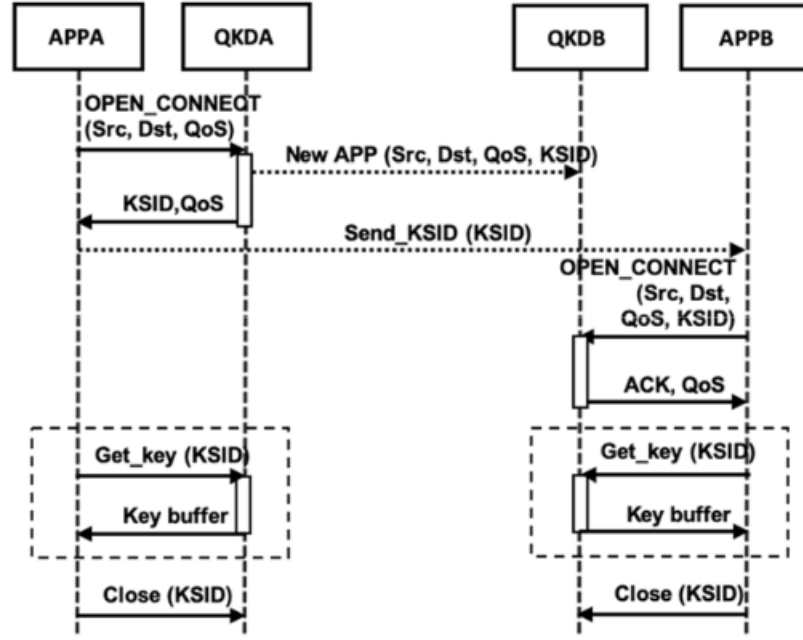 APPA
QKDA
QKDB
APPB
OPEN_CONNECT
(Src, Dst, QoS)
New APP (Src, Dst, QoS, KSID)
KSID,QoS
Send_KSID (KSID)
OPEN_CONNECT
(Src, Dst,
QoS, KSID)
ACK, QoS
Get_key (KSID)
Get_key (KSID)
Key buffer
Key buffer
Close (KSID)
Close (KSID)